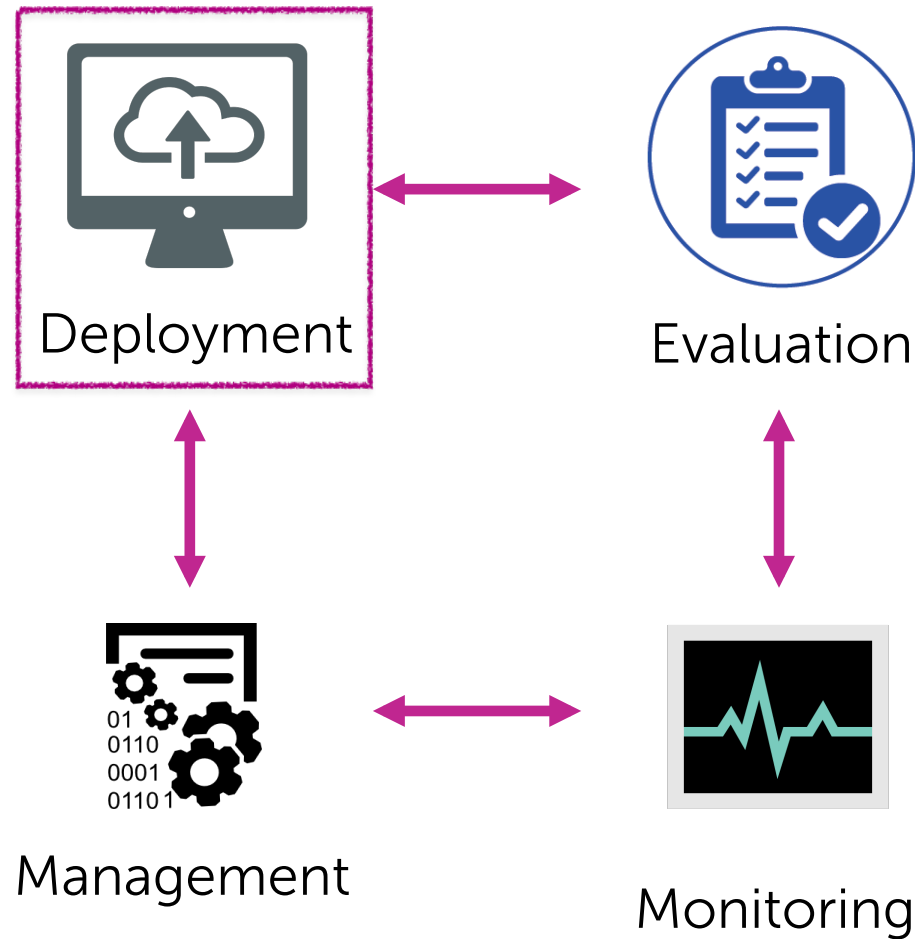 Deployment
Evaluation
01
0110
0001
0110 1
Management
Monitoring